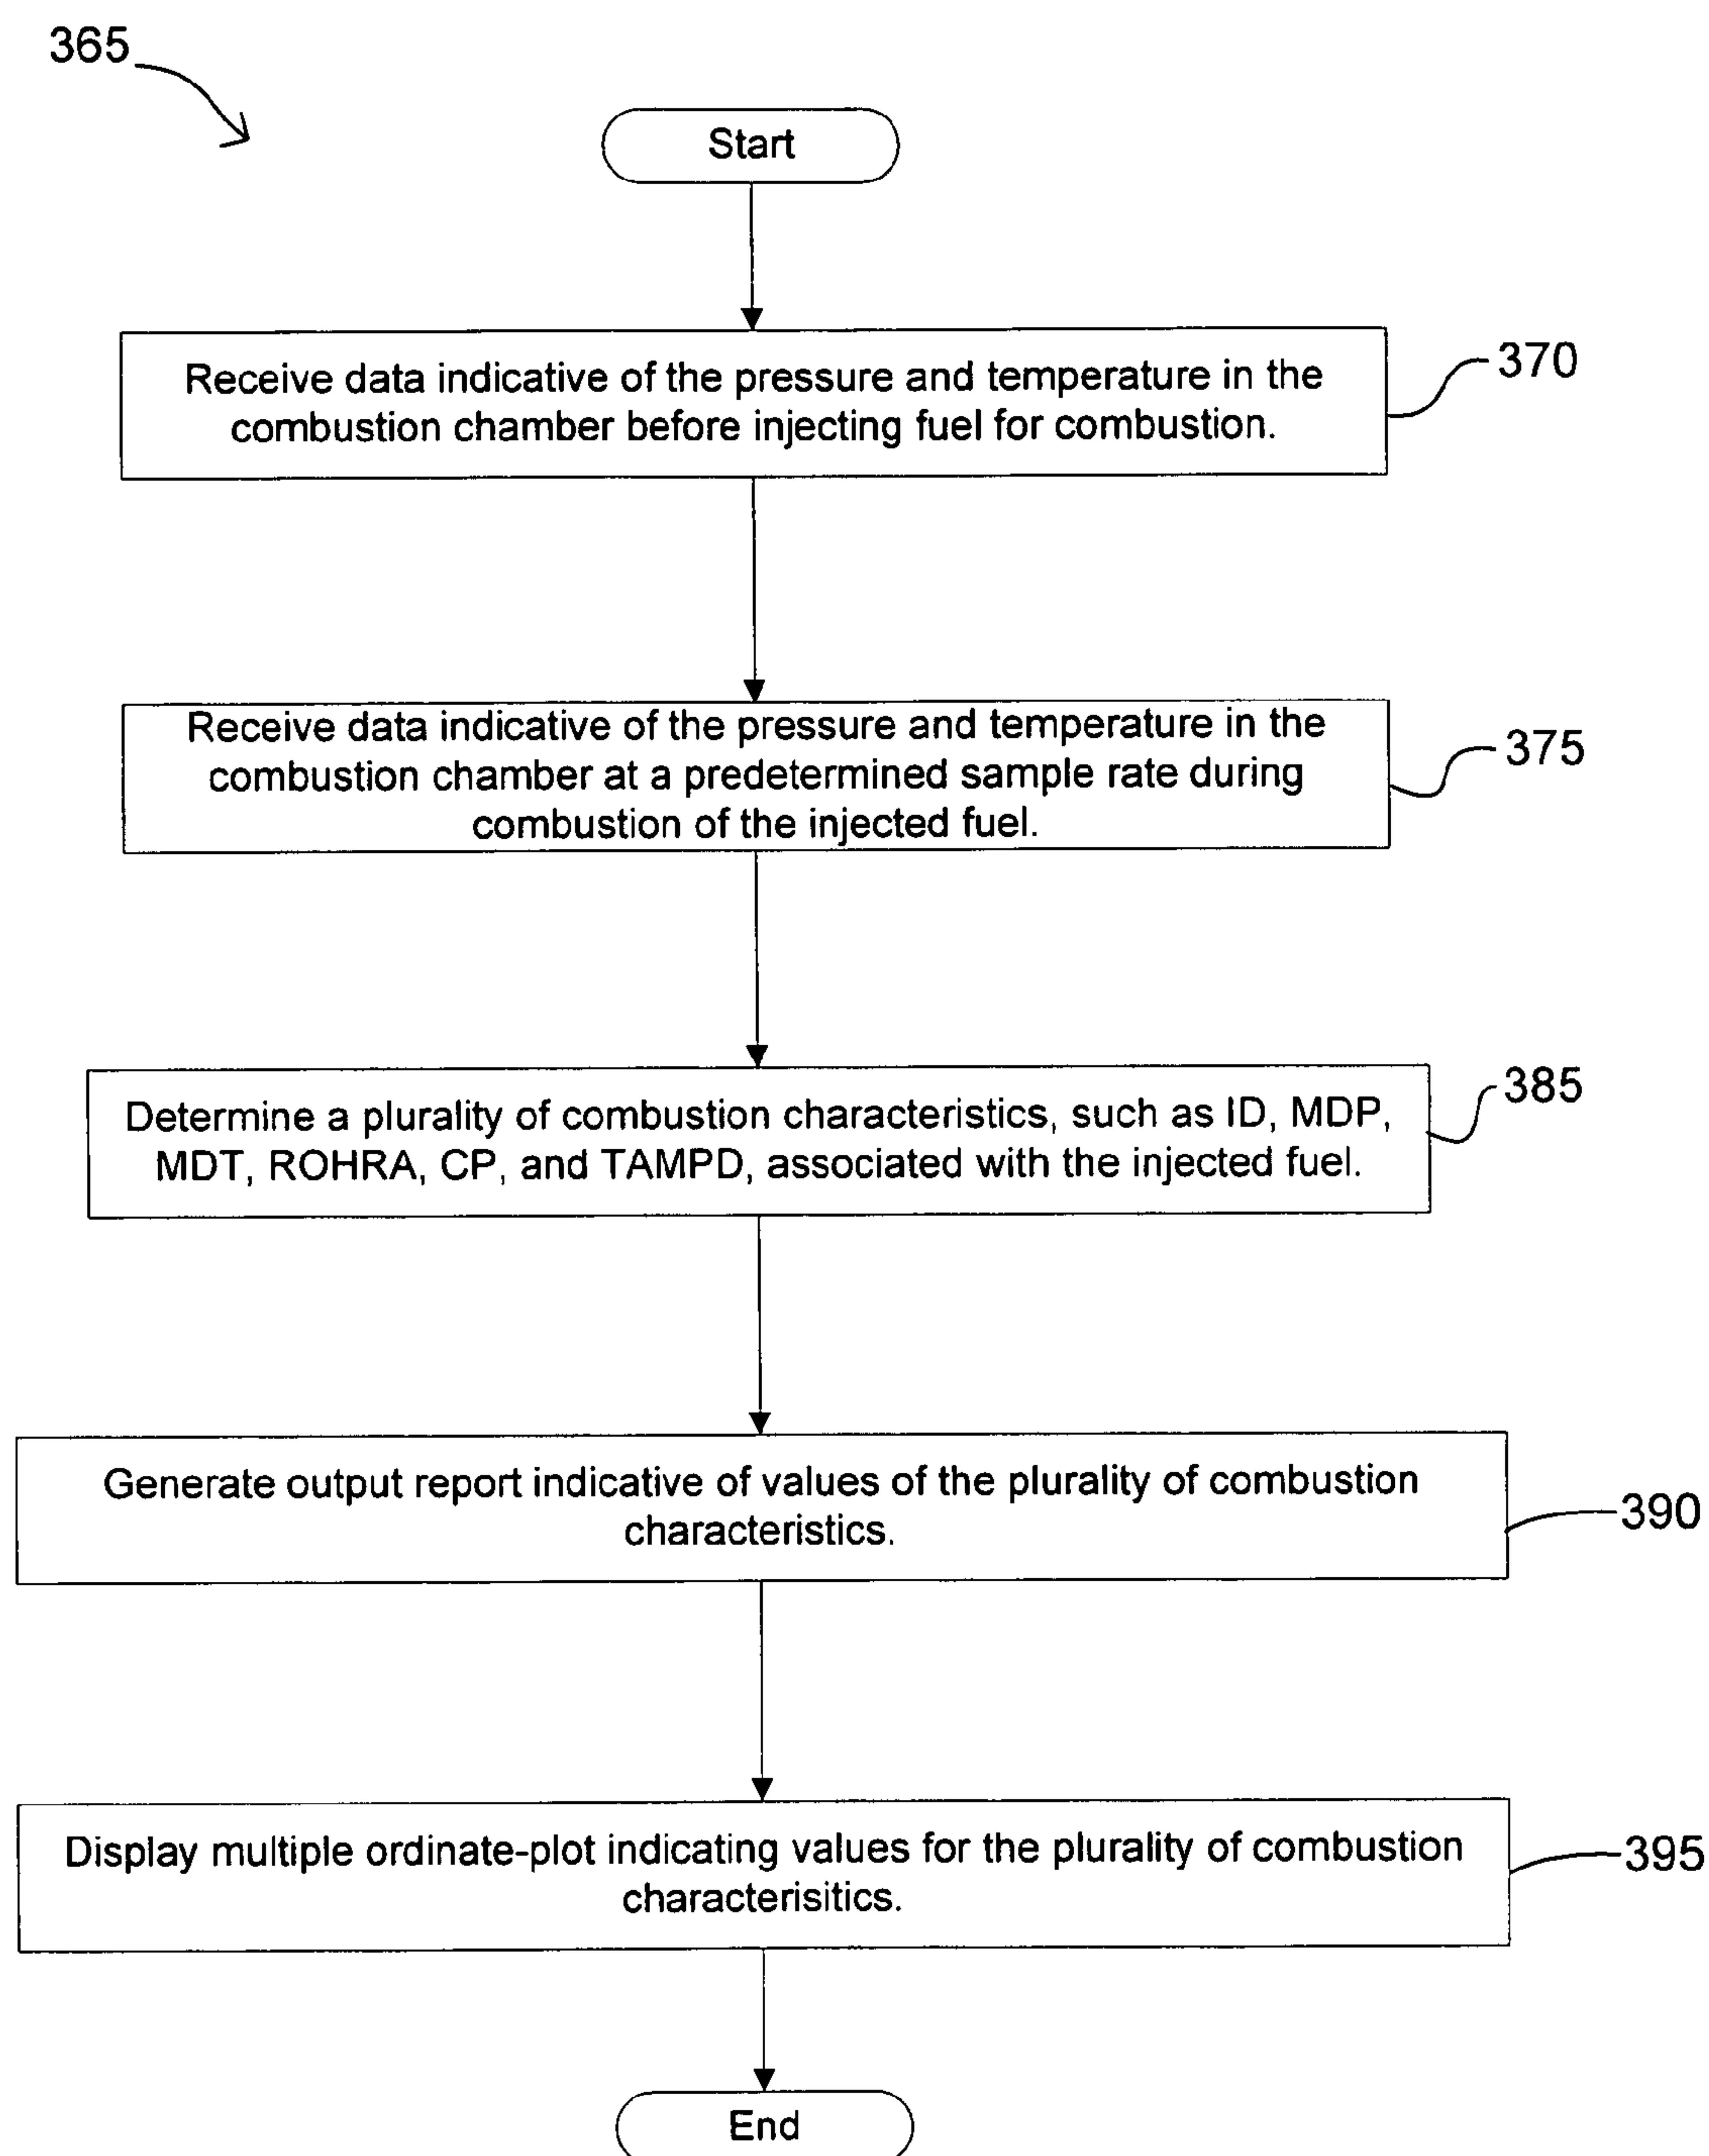 365
Start
Receive data indicative of the pressure and temperature in the
combustion chamber before injecting fuel for combustion.
370
Receive data indicative of the pressure and temperature in the
combustion chamber at a predetermined sample rate during
combustion of the injected fuel.
375
Determine a plurality of combustion characteristics, such as ID, MDP,
MDT, ROHRA, CP, and TAMPD, associated with the injected fuel.
385
Generate output report indicative of values of the plurality of combustion
characteristics.
390
Display multiple ordinate-plot indicating values for the plurality of combustion
characterisitics.
395
End